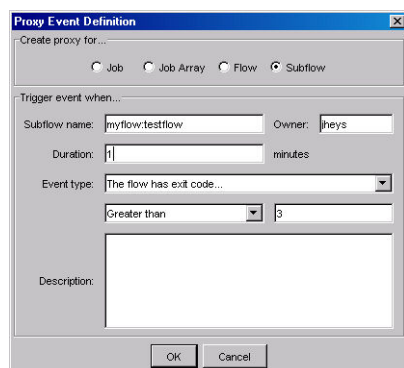 Proxy Event Definition
Create proxy for...
Job Job Array Flow Subflow
Trigger event when...
Subflow name: myflow:testflow Owner: jheys
Duration: 1 minutes
Event type: The flow has exit code...
Greater than 3
Description:
OK Cancel